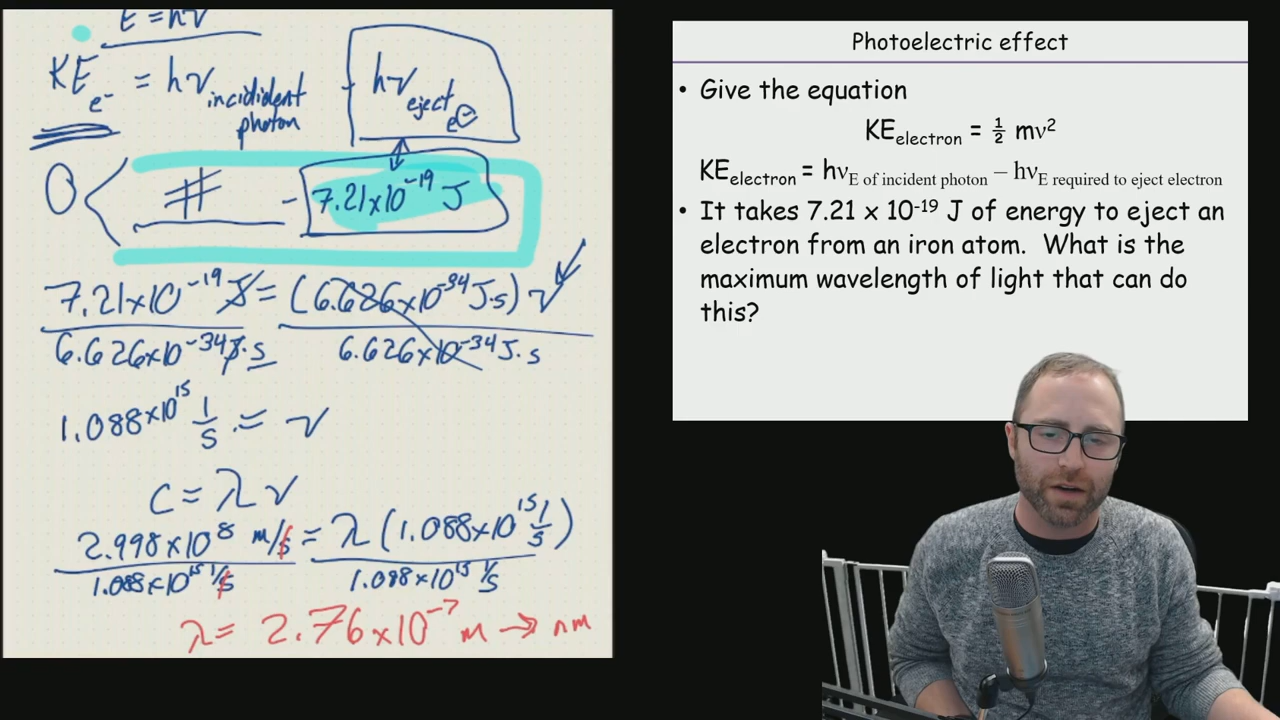 E = hν
KE e- = hν incidident photon - hν eject e⊖
0 < # - 7.21x10^-19 J
7.21x10^-19 J = (6.626x10^-34 J·s) ν
6.626x10^-34 J·s 6.626x10^-34 J·s
1.088x10^15 1/s = ν
C = λ ν
2.998x10^8 m/s = λ (1.088x10^15 1/s)
1.088x10^15 1/s 1.088x10^15 1/s
λ = 2.76x10^-7 m → nm
Photoelectric effect
• Give the equation
KEelectron = ½ mv²
KEelectron = hνE of incident photon – hνE required to eject electron
• It takes 7.21 x 10^-19 J of energy to eject an
electron from an iron atom. What is the
maximum wavelength of light that can do
this?